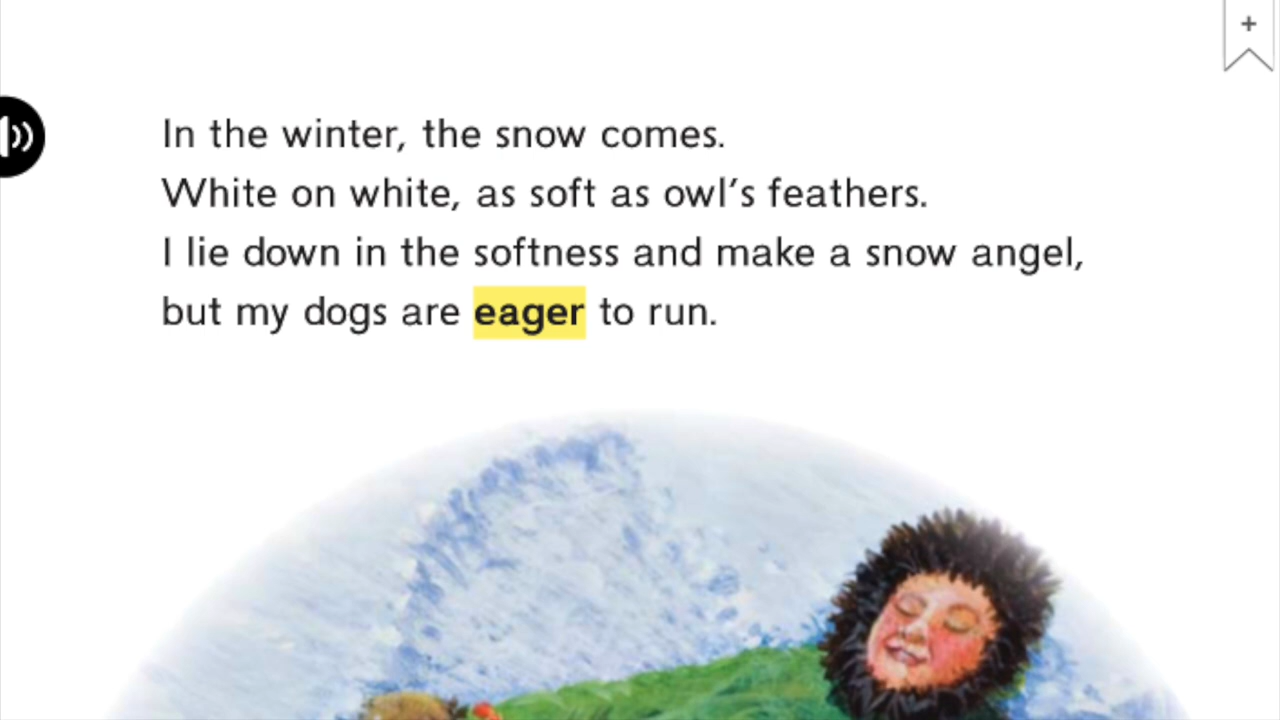 In the winter, the snow comes.
White on white, as soft as owl’s feathers.
I lie down in the softness and make a snow angel,
but my dogs are eager to run.